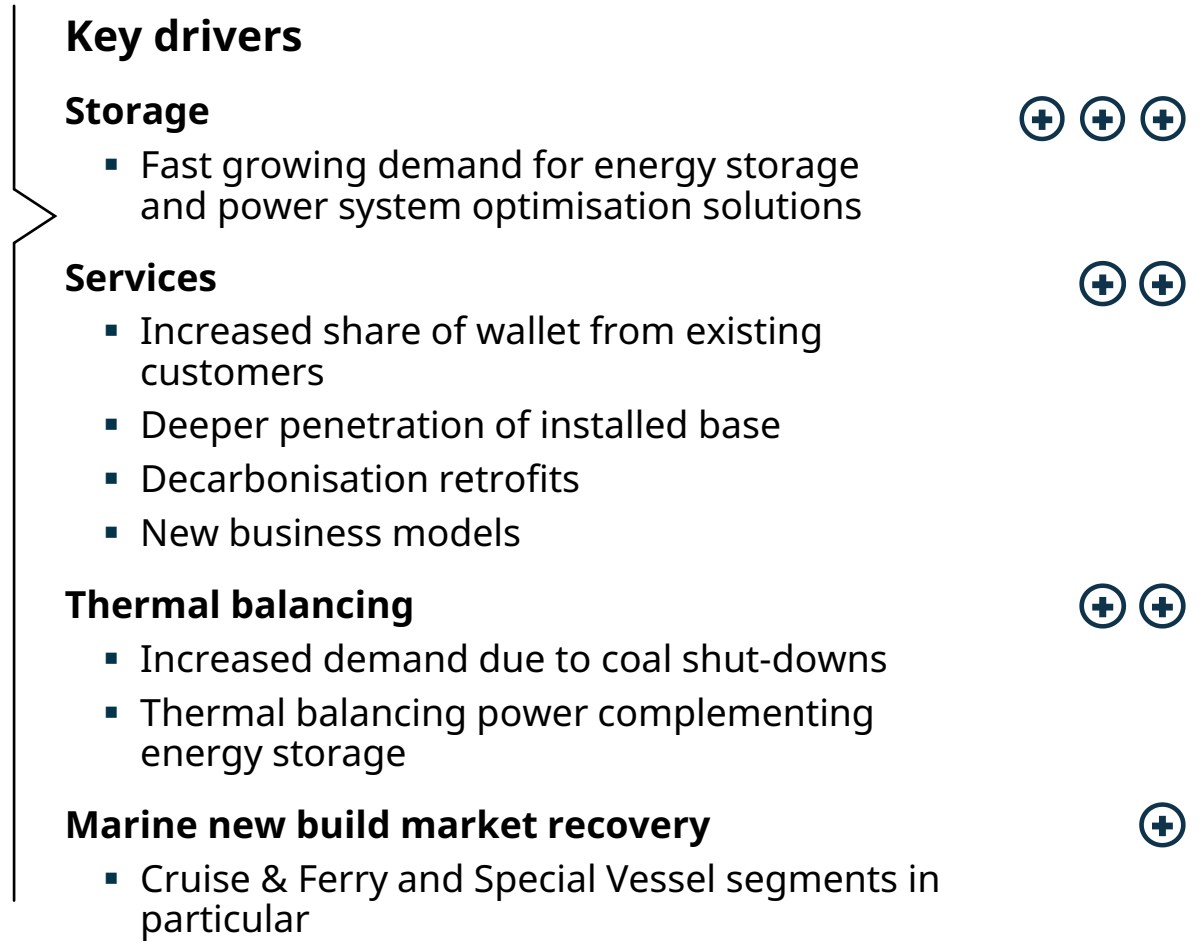 Key drivers
Storage
▪ Fast growing demand for energy storage
and power system optimisation solutions
Services
▪ Increased share of wallet from existing
customers
▪ Deeper penetration of installed base
▪ Decarbonisation retrofits
▪ New business models
Thermal balancing
▪ Increased demand due to coal shut-downs
▪ Thermal balancing power complementing
energy storage
Marine new build market recovery
▪ Cruise & Ferry and Special Vessel segments in
particular